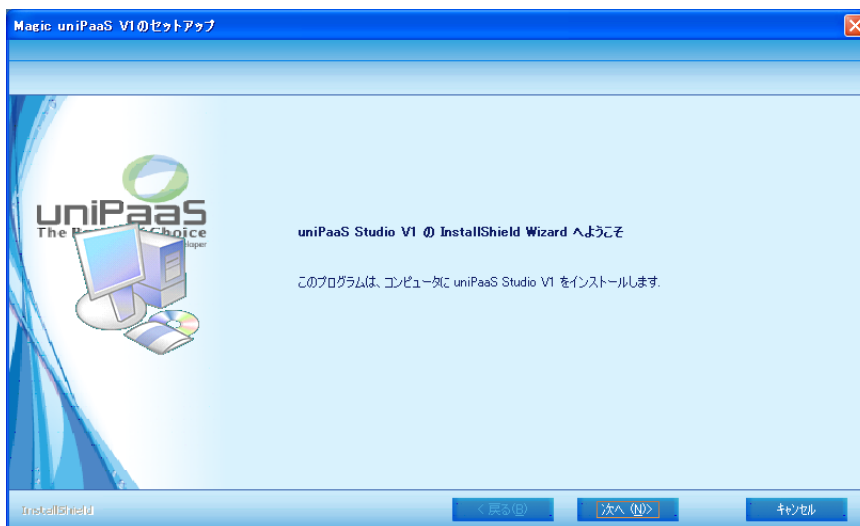 Magic uniPaaS V1のセットアップ
uniPaaS
The Choice
uniPaaS Studio V1 の InstallShield Wizard へようこそ
このプログラムは、コンピュータに uniPaaS Studio V1 をインストールします.
InstallShield
< 戻る(B)
次へ (N)>
キャンセル